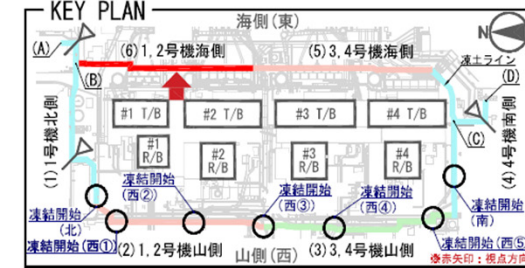 KEY PLAN
海側(東)
N
(A)
(6)1,2号機海側
(5)3,4号機海側
凍土ライン
(B)
(D)
#1 T/B
#2 T/B
#3 T/B
#4 T/B
(C)
(1)1号機北側
(4)4号機南側
#1
R/B
#2
R/B
#3
R/B
#4
R/B
凍結開始
(西②)
凍結開始
(西③)
凍結開始
(西④)
凍結開始
(南)
凍結開始
(北)
凍結開始(西①)
(2)1,2号機山側
山側(西)
(3)3,4号機山側
凍結開始(西⑤
※赤矢印：視点方向